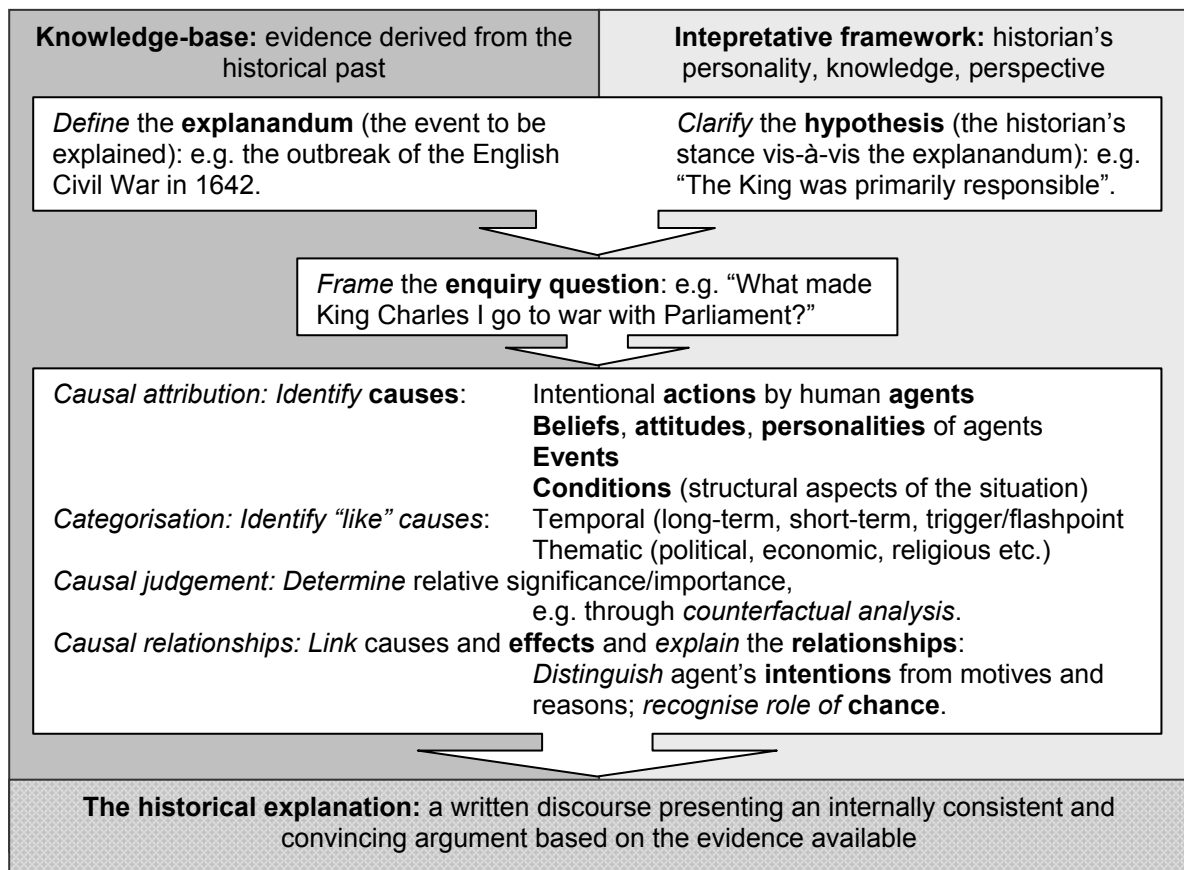 Knowledge-base: evidence derived from the
historical past
Intepretative framework: historian's
personality, knowledge, perspective
Define the explanandum (the event to be
explained): e.g. the outbreak of the English
Civil War in 1642.
Clarify the hypothesis (the historian's
stance vis-à-vis the explanandum): e.g.
“The King was primarily responsible”.
Frame the enquiry question: e.g. “What made
King Charles I go to war with Parliament?”
Causal attribution: Identify causes: Intentional actions by human agents
Beliefs, attitudes, personalities of agents
Events
Conditions (structural aspects of the situation)
Categorisation: Identify “like” causes: Temporal (long-term, short-term, trigger/flashpoint
Thematic (political, economic, religious etc.)
Causal judgement: Determine relative significance/importance,
e.g. through counterfactual analysis.
Causal relationships: Link causes and effects and explain the relationships:
Distinguish agent's intentions from motives and
reasons; recognise role of chance.
The historical explanation: a written discourse presenting an internally consistent and
convincing argument based on the evidence available